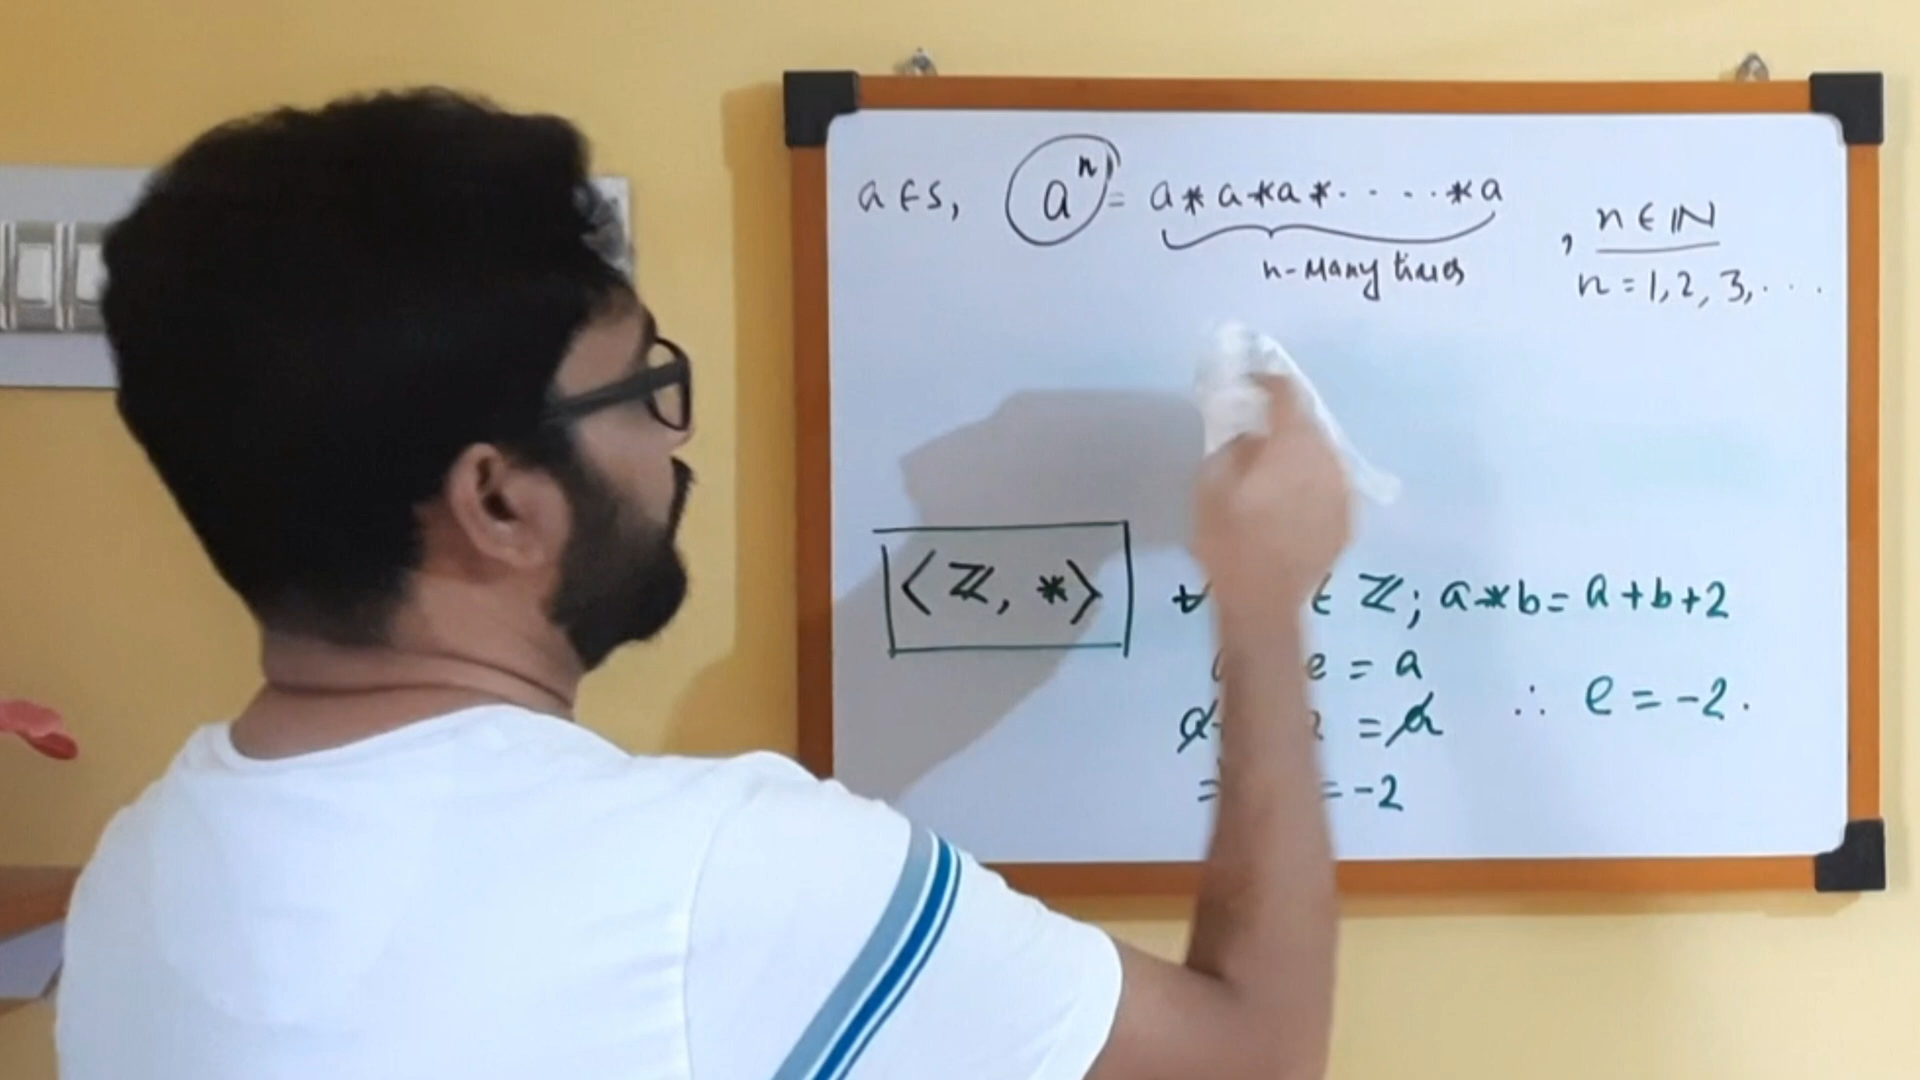 a ∈ S, aⁿ = a * a * a * ····· * a , n ∈ ℕ
n-many times n = 1, 2, 3, ...
⟨ℤ, *⟩ ∀ ∈ ℤ; a * b = a + b + 2
e = a
= a ∴ e = -2.
= = -2